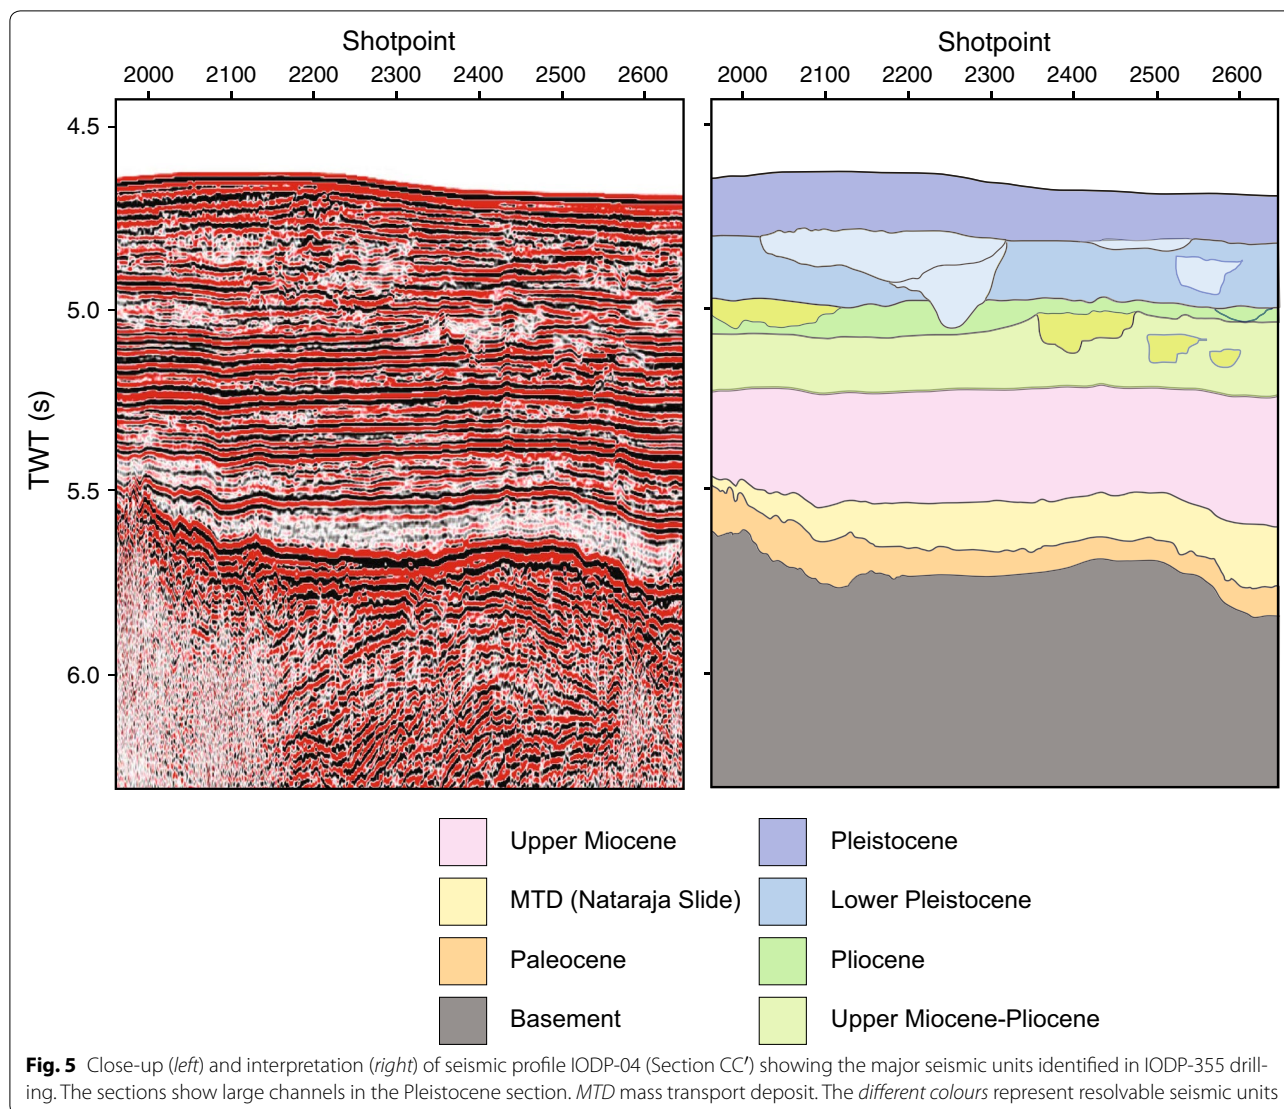 Shotpoint
2000 2100 2200 2300 2400 2500 2600
Shotpoint
2000 2100 2200 2300 2400 2500 2600
4.5
5.0
5.5
6.0
TWT (s)
Upper Miocene
MTD (Nataraja Slide)
Paleocene
Basement
Pleistocene
Lower Pleistocene
Pliocene
Upper Miocene-Pliocene
Fig. 5 Close-up (left) and interpretation (right) of seismic profile IODP-04 (Section CC′) showing the major seismic units identified in IODP-355 drill-
ing. The sections show large channels in the Pleistocene section. MTD mass transport deposit. The different colours represent resolvable seismic units